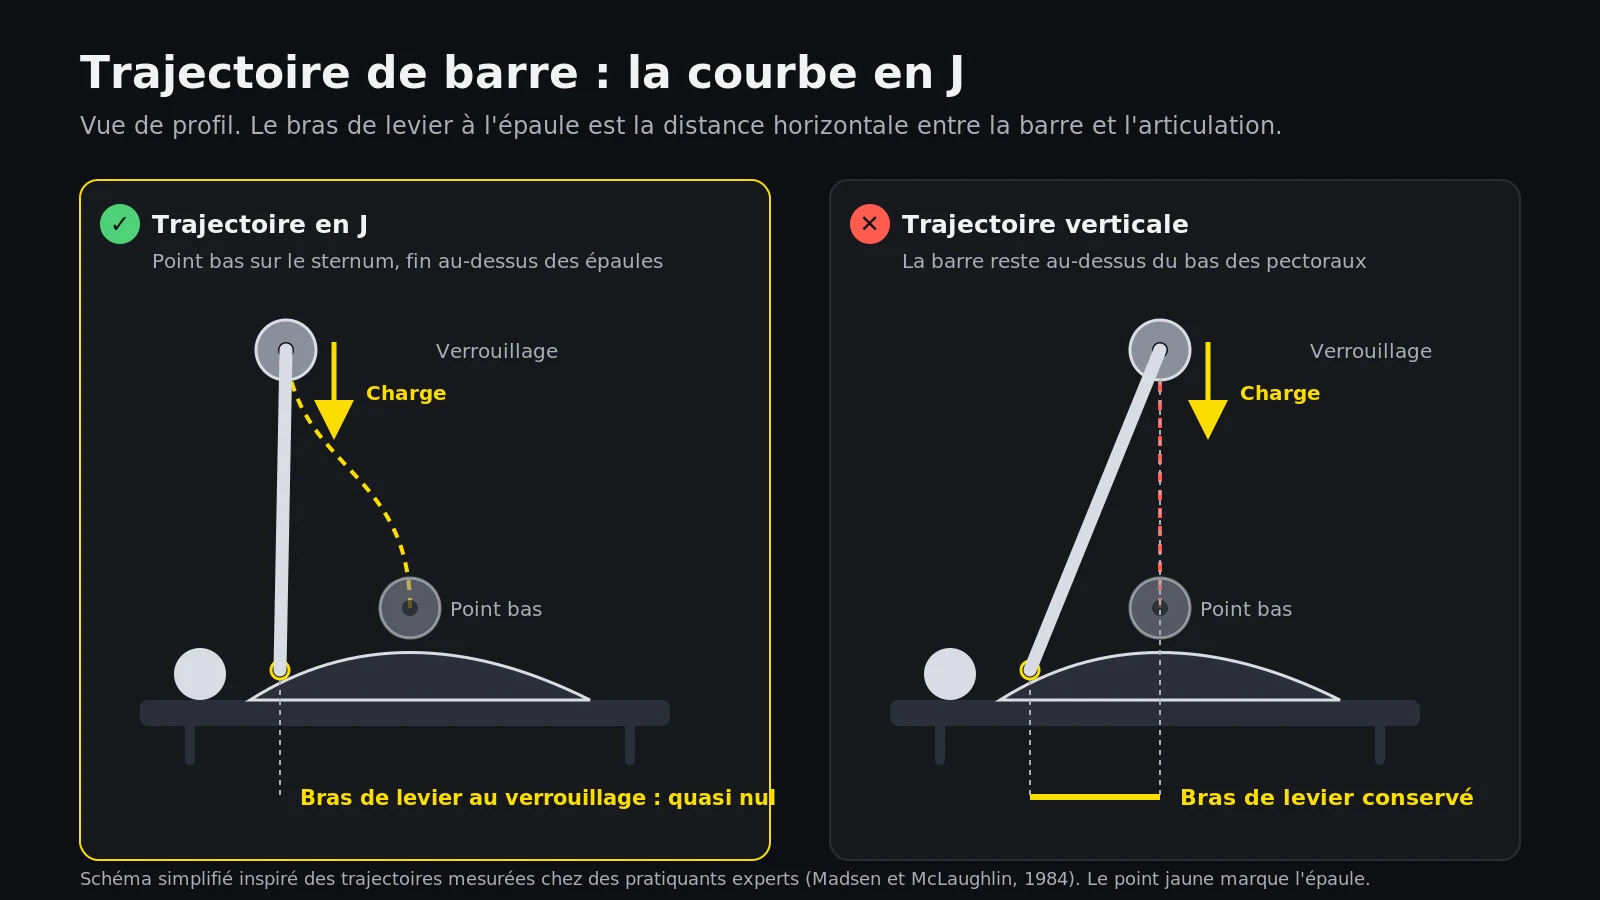 Trajectoire de barre : la courbe en J
Vue de profil. Le bras de levier à l'épaule est la distance horizontale entre la barre et l'articulation.
✓ Trajectoire en J
Point bas sur le sternum, fin au-dessus des épaules
Verrouillage
Charge
Point bas
Bras de levier au verrouillage : quasi nul
✕ Trajectoire verticale
La barre reste au-dessus du bas des pectoraux
Verrouillage
Charge
Point bas
Bras de levier conservé
Schéma simplifié inspiré des trajectoires mesurées chez des pratiquants experts (Madsen et McLaughlin, 1984). Le point jaune marque l'épaule.